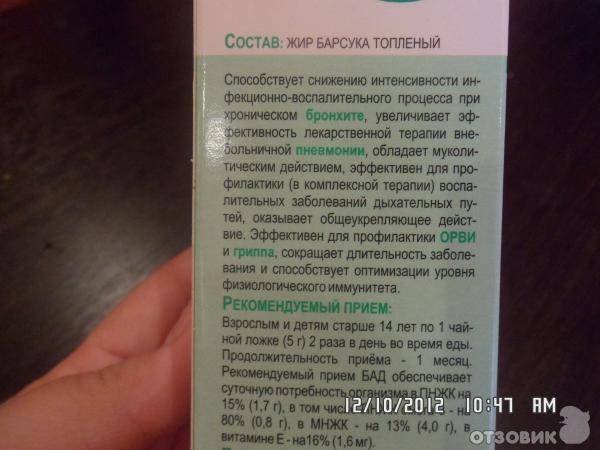 СОСТАВ: ЖИР БАРСУКА ТОПЛЕНЫЙ
Способствует снижению интенсивности ин-
фекционно-воспалительного процесса при
хроническом бронхите, увеличивает эф-
фективность лекарственной терапии вне-
больничной пневмонии, обладает муколи-
тическим действием, эффективен для про-
филактики (в комплексной терапии) воспа-
лительных заболеваний дыхательных пу-
тей, оказывает общеукрепляющее дейст-
вие. Эффективен для профилактики ОРВИ
и гриппа, сокращает длительность заболе-
вания и способствует оптимизации уровня
физиологического иммунитета.
РЕКОМЕНДУЕМЫЙ ПРИЕМ:
Взрослым и детям старше 14 лет по 1 чай-
ной ложке (5 г) 2 раза в день во время еды.
Продолжительность приёма - 1 месяц.
Рекомендуемый прием БАД обеспечивает
суточную потребность организма в ПНЖК на
15% (1,7 г), в том числе - на
80% (0,8 г), в МНЖК - на 13% (4,0 г), в
витамине Е - на 16% (1,6 мг).
12/10/2012 10:47 AM
отзовик